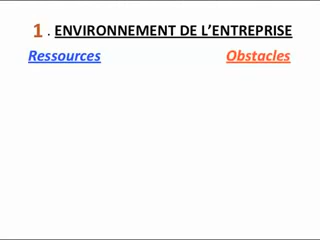 1 . ENVIRONNEMENT DE L’ENTREPRISE
Ressources Obstacles